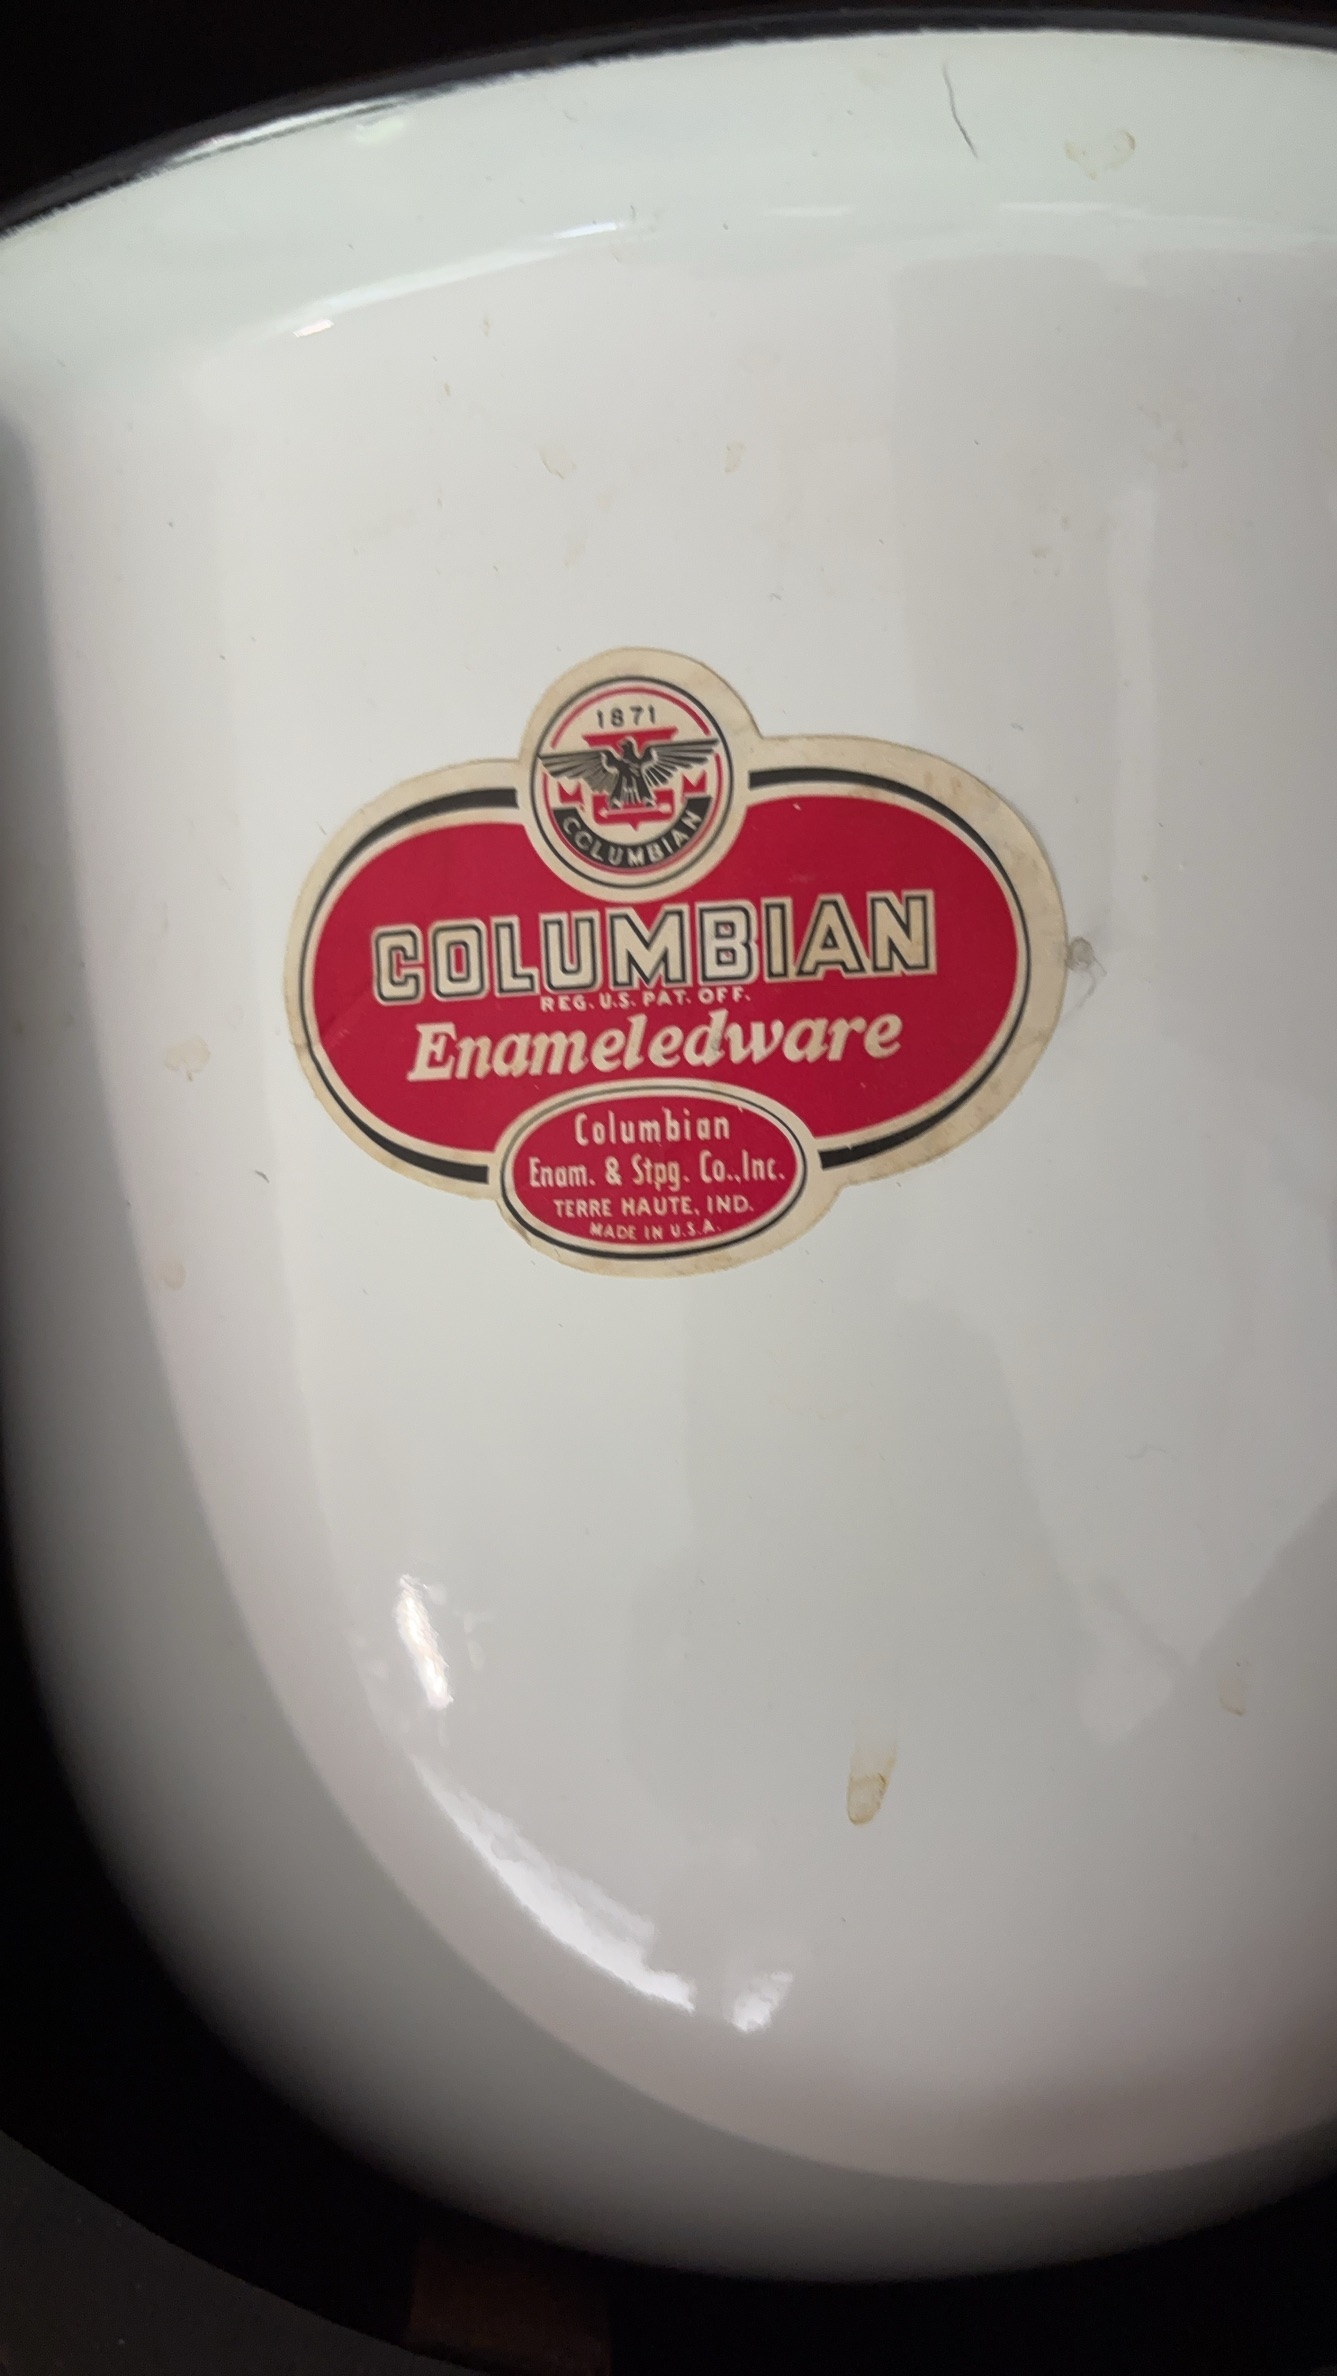 1871
COLUMBIAN
COLUMBIAN
REG. U.S. PAT. OFF.
Enameledware
Columbian
Enam. & Stpg. Co.,Inc.
TERRE HAUTE, IND.
MADE IN U.S.A.